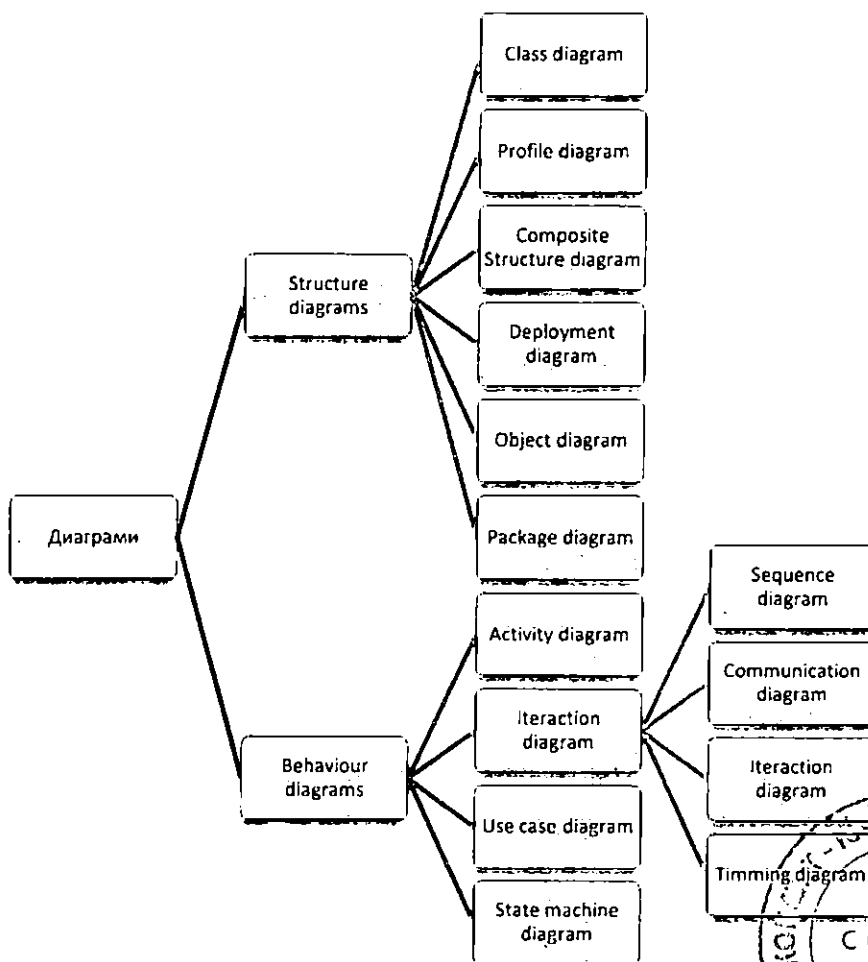 Class diagram
Profile diagram
Composite
Structure diagram
Structure
diagrams
Deployment
diagram
Object diagram
Диаграми
Package diagram
Sequence
diagram
Activity diagram
Communication
diagram
Iteraction
diagram
Behaviour
diagrams
Iteraction
diagram
Use case diagram
Timming diagram
State machine
diagram